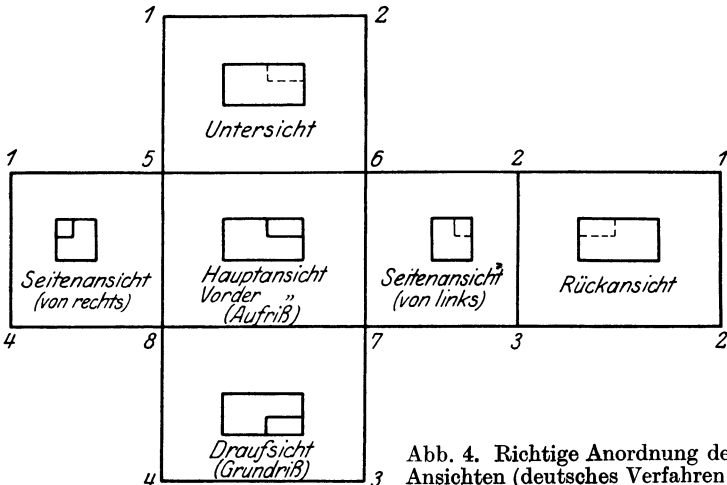 1 2
Untersicht
1 5 6 2 1
Seitenansicht
(von rechts)
Hauptansicht
Vorder „
(Aufriß)
Seitenansicht
(von links)
Rückansicht
4 8 7 3 2
Draufsicht
(Grundriß)
4 3
Abb. 4. Richtige Anordnung de
Ansichten (deutsches Verfahren